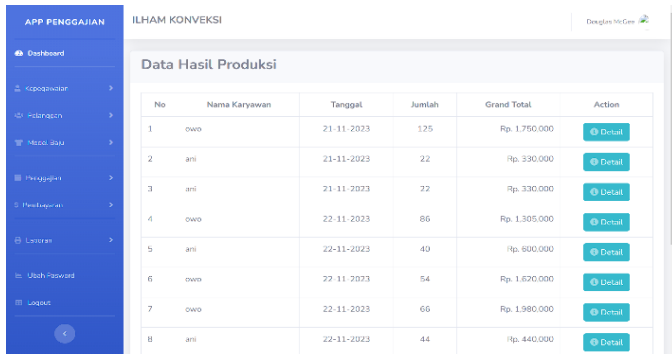 APP PENGGAJIAN
ILHAM KONVEKSI
Douglas McGee
Dashboard
Kepegawaian
Pelanggan
Model Baju
Penggajian
Pembayaran
Laporan
Ubah Password
Logout
Data Hasil Produksi
No Nama Karyawan Tanggal Jumlah Grand Total Action
1 owo 21-11-2023 125 Rp. 1,750,000 Detail
2 ani 21-11-2023 22 Rp. 330,000 Detail
3 ani 21-11-2023 22 Rp. 330,000 Detail
4 owo 22-11-2023 86 Rp. 1,305,000 Detail
5 ani 22-11-2023 40 Rp. 600,000 Detail
6 owo 22-11-2023 54 Rp. 1,620,000 Detail
7 owo 22-11-2023 66 Rp. 1,980,000 Detail
8 ani 22-11-2023 44 Rp. 440,000 Detail